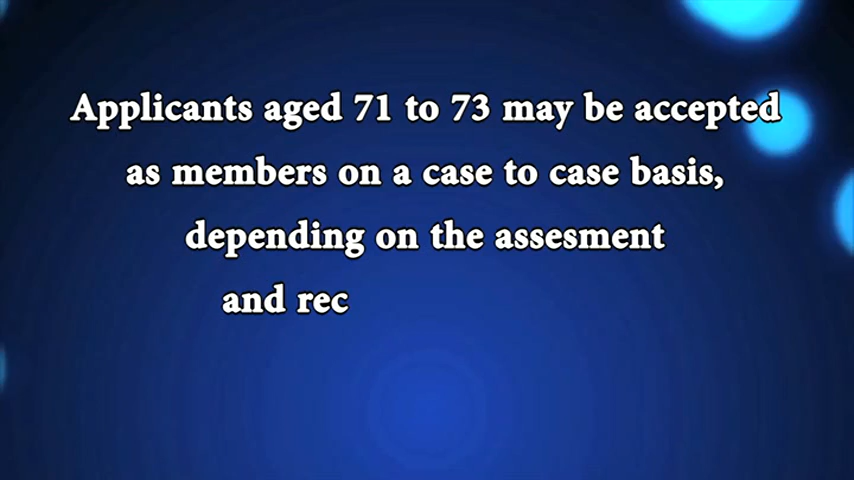 Applicants aged 71 to 73 may be accepted
as members on a case to case basis,
depending on the assesment
and rec